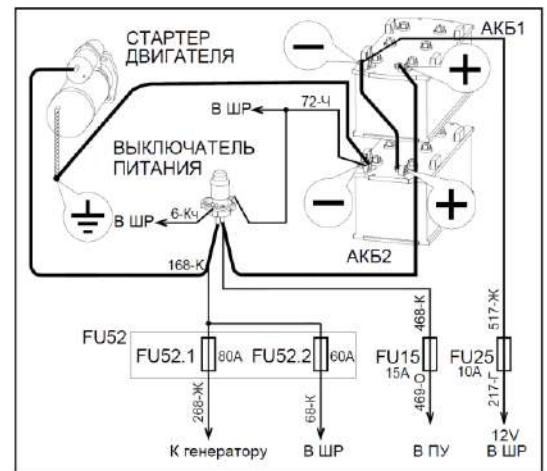 СТАРТЕР
ДВИГАТЕЛЯ
АКБ1
−
+
В ШР
72-Ч
ВЫКЛЮЧАТЕЛЬ
ПИТАНИЯ
−
+
В ШР
6-Кч
АКБ2
168-К
468-К
517-Ж
FU52
FU52.1
80А
FU52.2
60А
FU15
15А
FU25
10А
268-Ж
68-К
469-О
217-Г
К генератору
В ШР
В ПУ
12V
В ШР